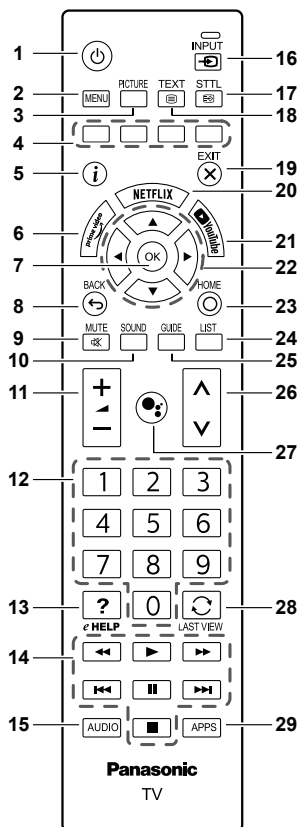 1
INPUT
16
2
MENU
PICTURE
TEXT
STTL
17
3
18
4
5
i
EXIT
19
20
NETFLIX
6
prime video
YouTube
21
7
OK
22
8
BACK
HOME
23
9
MUTE
SOUND
GUIDE
LIST
24
10
25
11
+
−
26
27
12
1
2
3
4
5
6
7
8
9
13
?
0
28
e HELP
LAST VIEW
14
15
AUDIO
APPS
29
Panasonic
TV